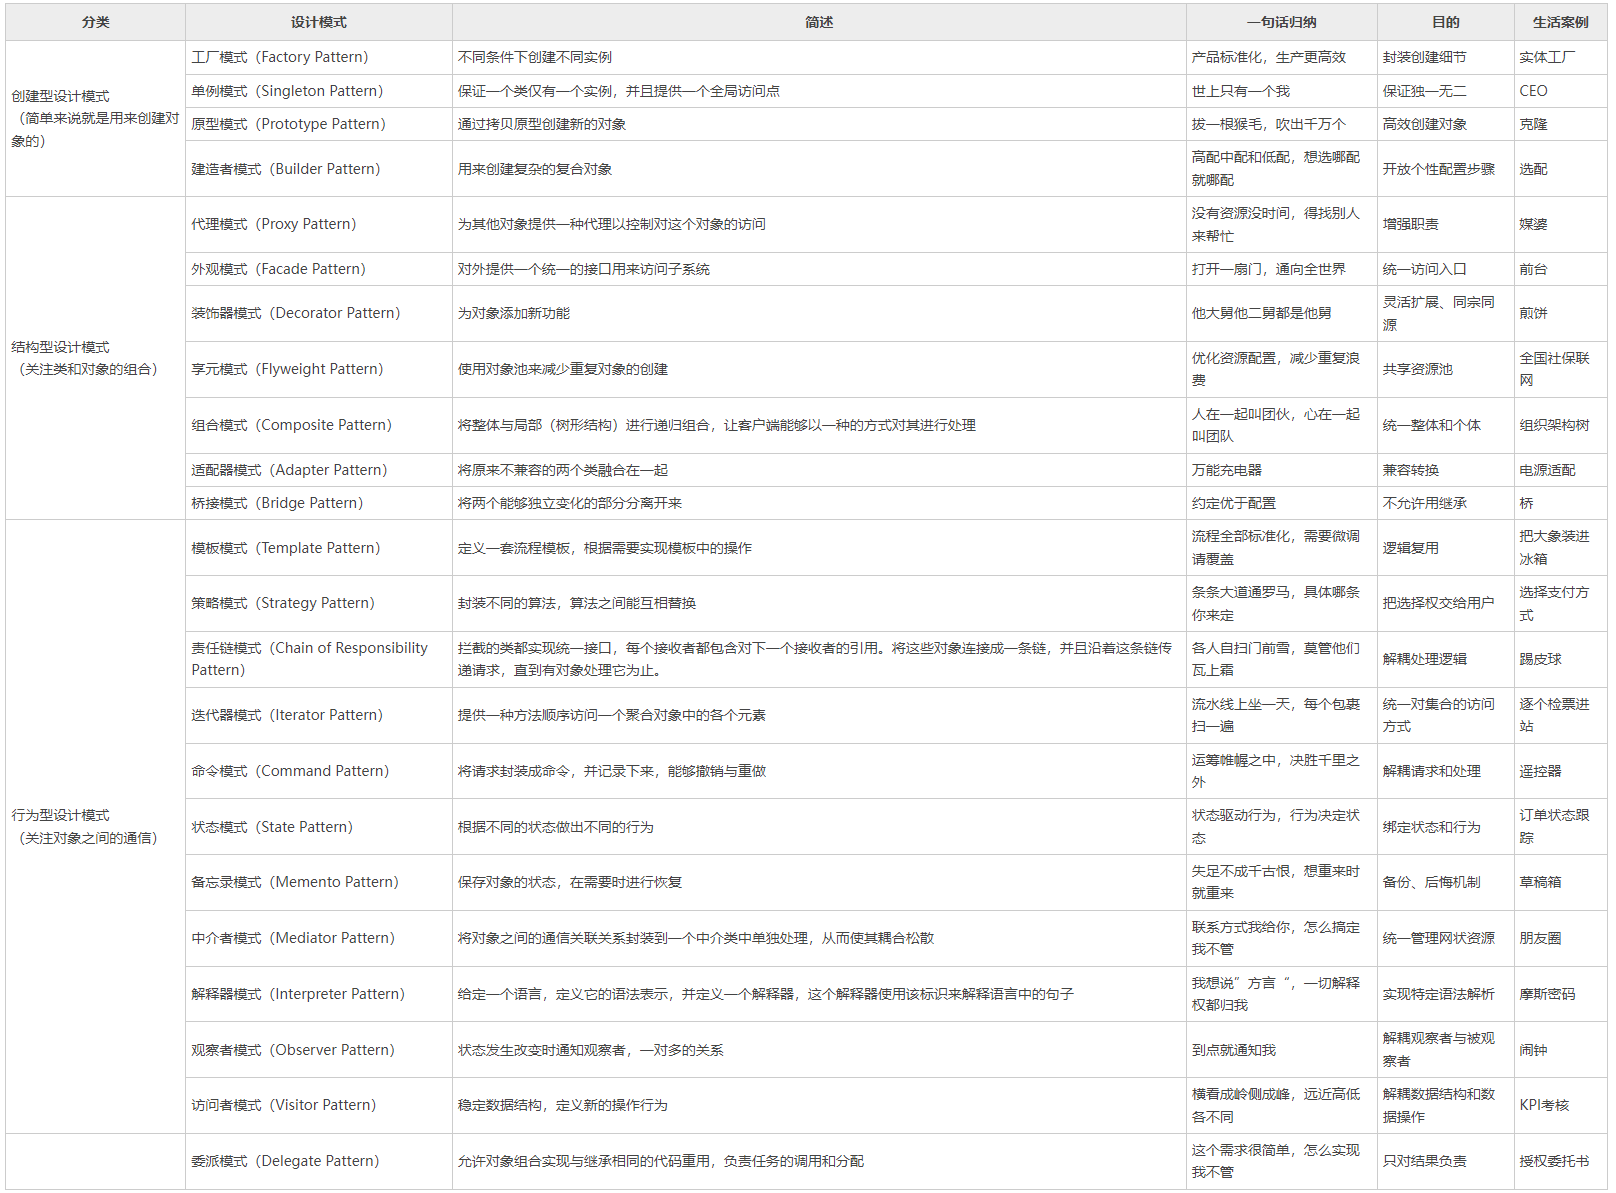 分类 设计模式 简述 一句话归纳 目的 生活案例
创建型设计模式
（简单来说就是用来创建对
象的）
工厂模式（Factory Pattern） 不同条件下创建不同实例 产品标准化，生产更高效 封装创建细节 实体工厂
单例模式（Singleton Pattern） 保证一个类仅有一个实例，并且提供一个全局访问点 世上只有一个我 保证独一无二 CEO
原型模式（Prototype Pattern） 通过拷贝原型创建新的对象 拔一根猴毛，吹出千万个 高效创建对象 克隆
建造者模式（Builder Pattern） 用来创建复杂的复合对象 高配中配和低配，想选哪配
就哪配 开放个性配置步骤 选配
结构型设计模式
（关注类和对象的组合）
代理模式（Proxy Pattern） 为其他对象提供一种代理以控制对这个对象的访问 没有资源没时间，得找别人
来帮忙 增强职责 媒婆
外观模式（Facade Pattern） 对外提供一个统一的接口用来访问子系统 打开一扇门，通向全世界 统一访问入口 前台
装饰器模式（Decorator Pattern） 为对象添加新功能 他大舅他二舅都是他舅 灵活扩展、同宗同
源 煎饼
享元模式（Flyweight Pattern） 使用对象池来减少重复对象的创建 优化资源配置，减少重复浪
费 共享资源池 全国社保联
网
组合模式（Composite Pattern） 将整体与局部（树形结构）进行递归组合，让客户端能够以一种的方式对其进行处理 人在一起叫团伙，心在一起
叫团队 统一整体和个体 组织架构树
适配器模式（Adapter Pattern） 将原来不兼容的两个类融合在一起 万能充电器 兼容转换 电源适配
桥接模式（Bridge Pattern） 将两个能够独立变化的部分分离开来 约定优于配置 不允许用继承 桥
行为型设计模式
（关注对象之间的通信）
模板模式（Template Pattern） 定义一套流程模板，根据需要实现模板中的操作 流程全部标准化，需要微调
请覆盖 逻辑复用 把大象装进
冰箱
策略模式（Strategy Pattern） 封装不同的算法，算法之间能互相替换 条条大道通罗马，具体哪条
你来定 把选择权交给用户 选择支付方
式
责任链模式（Chain of Responsibility
Pattern） 拦截的类都实现统一接口，每个接收者都包含对下一个接收者的引用。将这些对象连接成一条链，并且沿着这条链传
递请求，直到有对象处理它为止。 各人自扫门前雪，莫管他们
瓦上霜 解耦处理逻辑 踢皮球
迭代器模式（Iterator Pattern） 提供一种方法顺序访问一个聚合对象中的各个元素 流水线上坐一天，每个包裹
扫一遍 统一对集合的访问
方式 逐个检票进
站
命令模式（Command Pattern） 将请求封装成命令，并记录下来，能够撤销与重做 运筹帷幄之中，决胜千里之
外 解耦请求和处理 遥控器
状态模式（State Pattern） 根据不同的状态做出不同的行为 状态驱动行为，行为决定状
态 绑定状态和行为 订单状态跟
踪
备忘录模式（Memento Pattern） 保存对象的状态，在需要时进行恢复 失足不成千古恨，想重来时
就重来 备份、后悔机制 草稿箱
中介者模式（Mediator Pattern） 将对象之间的通信关联关系封装到一个中介类中单独处理，从而使其耦合松散 联系方式我给你，怎么搞定
我不管 统一管理网状资源 朋友圈
解释器模式（Interpreter Pattern） 给定一个语言，定义它的语法表示，并定义一个解释器，这个解释器使用该标识来解释语言中的句子 我想说”方言“，一切解释
权都归我 实现特定语法解析 摩斯密码
观察者模式（Observer Pattern） 状态发生改变时通知观察者，一对多的关系 到点就通知我 解耦观察者与被观
察者 闹钟
访问者模式（Visitor Pattern） 稳定数据结构，定义新的操作行为 横看成岭侧成峰，远近高低
各不同 解耦数据结构和数
据操作 KPI考核
委派模式（Delegate Pattern） 允许对象组合实现与继承相同的代码重用，负责任务的调用和分配 这个需求很简单，怎么实现
我不管 只对结果负责 授权委托书